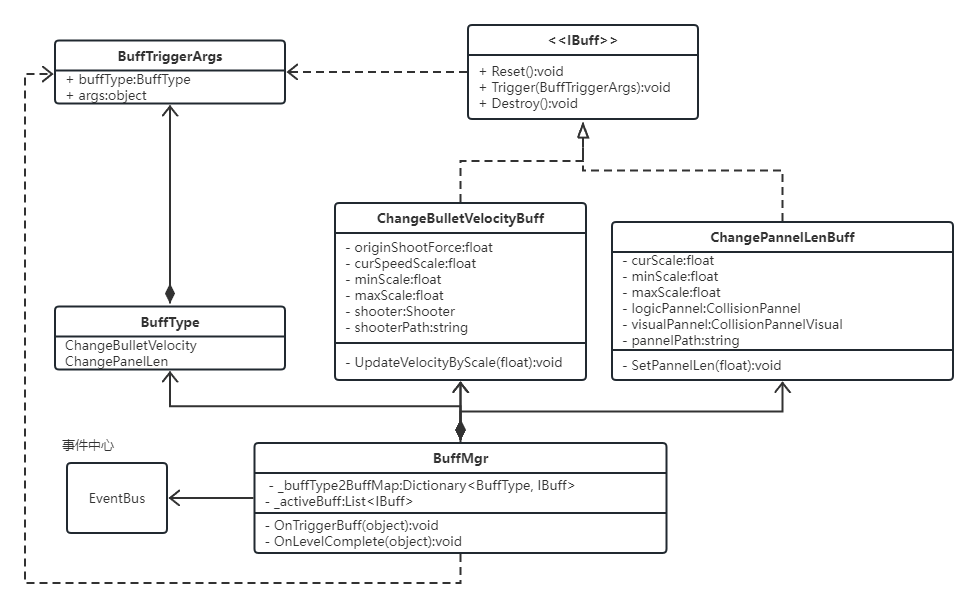 BuffTriggerArgs
+ buffType:BuffType
+ args:object
<<IBuff>>
+ Reset():void
+ Trigger(BuffTriggerArgs):void
+ Destroy():void
ChangeBulletVelocityBuff
- originShootForce:float
- curSpeedScale:float
- minScale:float
- maxScale:float
- shooter:Shooter
- shooterPath:string
- UpdateVelocityByScale(float):void
ChangePannelLenBuff
- curScale:float
- minScale:float
- maxScale:float
- logicPannel:CollisionPannel
- visualPannel:CollisionPannelVisual
- pannelPath:string
- SetPannelLen(float):void
BuffType
ChangeBulletVelocity
ChangePanelLen
事件中心
EventBus
BuffMgr
- _buffType2BuffMap:Dictionary<BuffType, IBuff>
- _activeBuff:List<IBuff>
- OnTriggerBuff(object):void
- OnLevelComplete(object):void